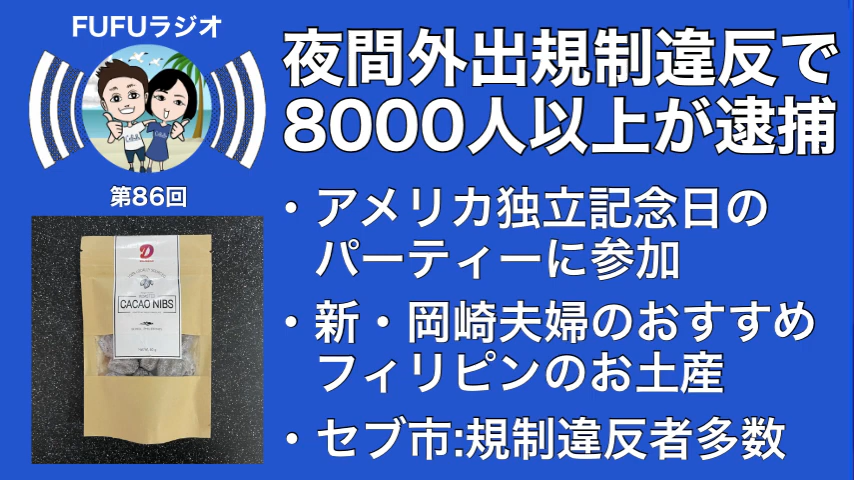 FUFUラジオ
第86回
夜間外出規制違反で
8000人以上が逮捕
・アメリカ独立記念日の
パーティーに参加
・新・岡崎夫婦のおすすめ
フィリピンのお土産
・セブ市:規制違反者多数
D
CACAO NIBS